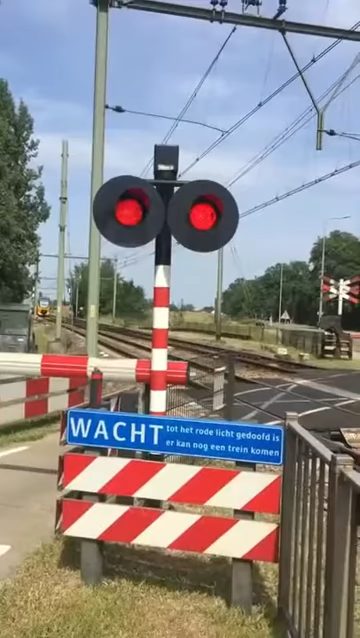 WACHT tot het rode licht gedoofd is
er kan nog een trein komen